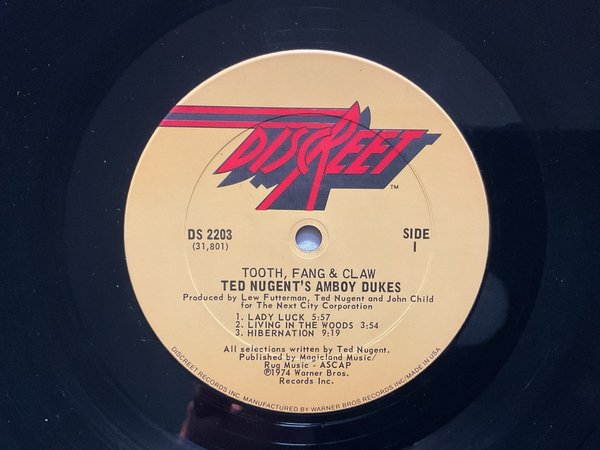 DISCREET
TM
DS 2203
(31,801)
SIDE
1
TOOTH, FANG & CLAW
TED NUGENT'S AMBOY DUKES
Produced by Lew Futterman, Ted Nugent and John Child
for The Next City Corporation
1. LADY LUCK 5:57
2. LIVING IN THE WOODS 3:54
3. HIBERNATION 9:19
All selections written by Ted Nugent.
Published by Magicland Music/
Rug Music - ASCAP
℗1974 Warner Bros.
Records Inc.
DISCREET RECORDS INC./MANUFACTURED BY WARNER BROS RECORDS INC./MADE IN USA